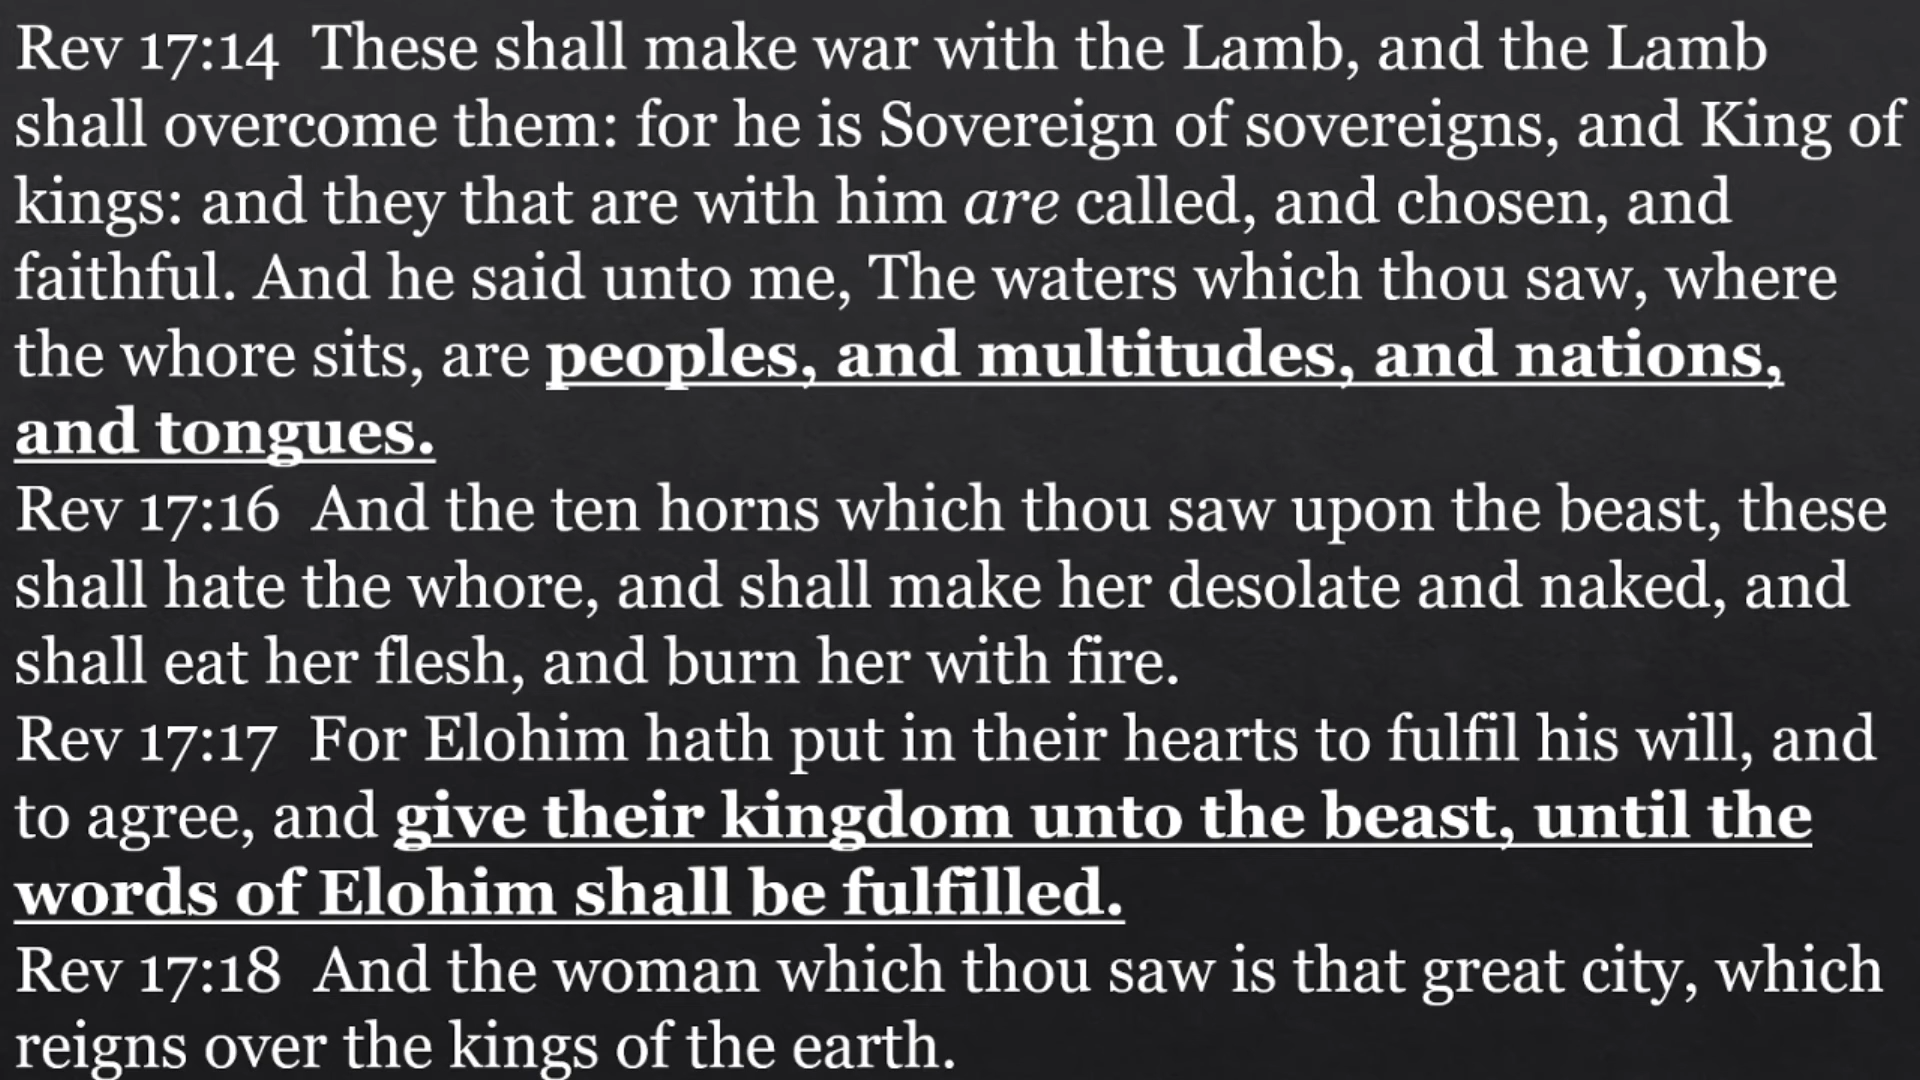 Rev 17:14  These shall make war with the Lamb, and the Lamb
shall overcome them: for he is Sovereign of sovereigns, and King of
kings: and they that are with him are called, and chosen, and
faithful. And he said unto me, The waters which thou saw, where
the whore sits, are peoples, and multitudes, and nations,
and tongues.
Rev 17:16  And the ten horns which thou saw upon the beast, these
shall hate the whore, and shall make her desolate and naked, and
shall eat her flesh, and burn her with fire.
Rev 17:17  For Elohim hath put in their hearts to fulfil his will, and
to agree, and give their kingdom unto the beast, until the
words of Elohim shall be fulfilled.
Rev 17:18  And the woman which thou saw is that great city, which
reigns over the kings of the earth.